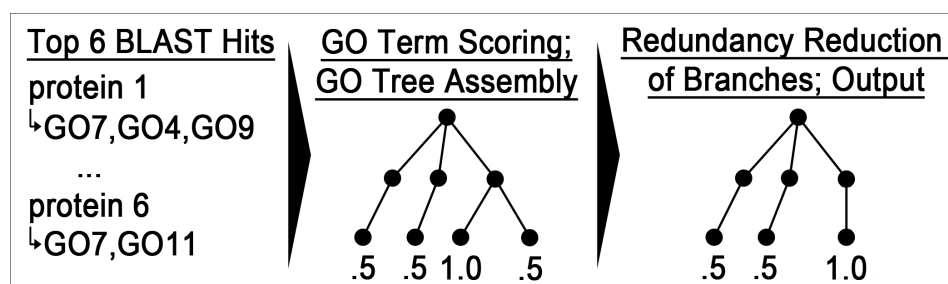 Top 6 BLAST Hits
protein 1
↳GO7,GO4,GO9
...
protein 6
↳GO7,GO11
GO Term Scoring;
GO Tree Assembly
.5 .5 1.0 .5
Redundancy Reduction
of Branches; Output
.5 .5 1.0